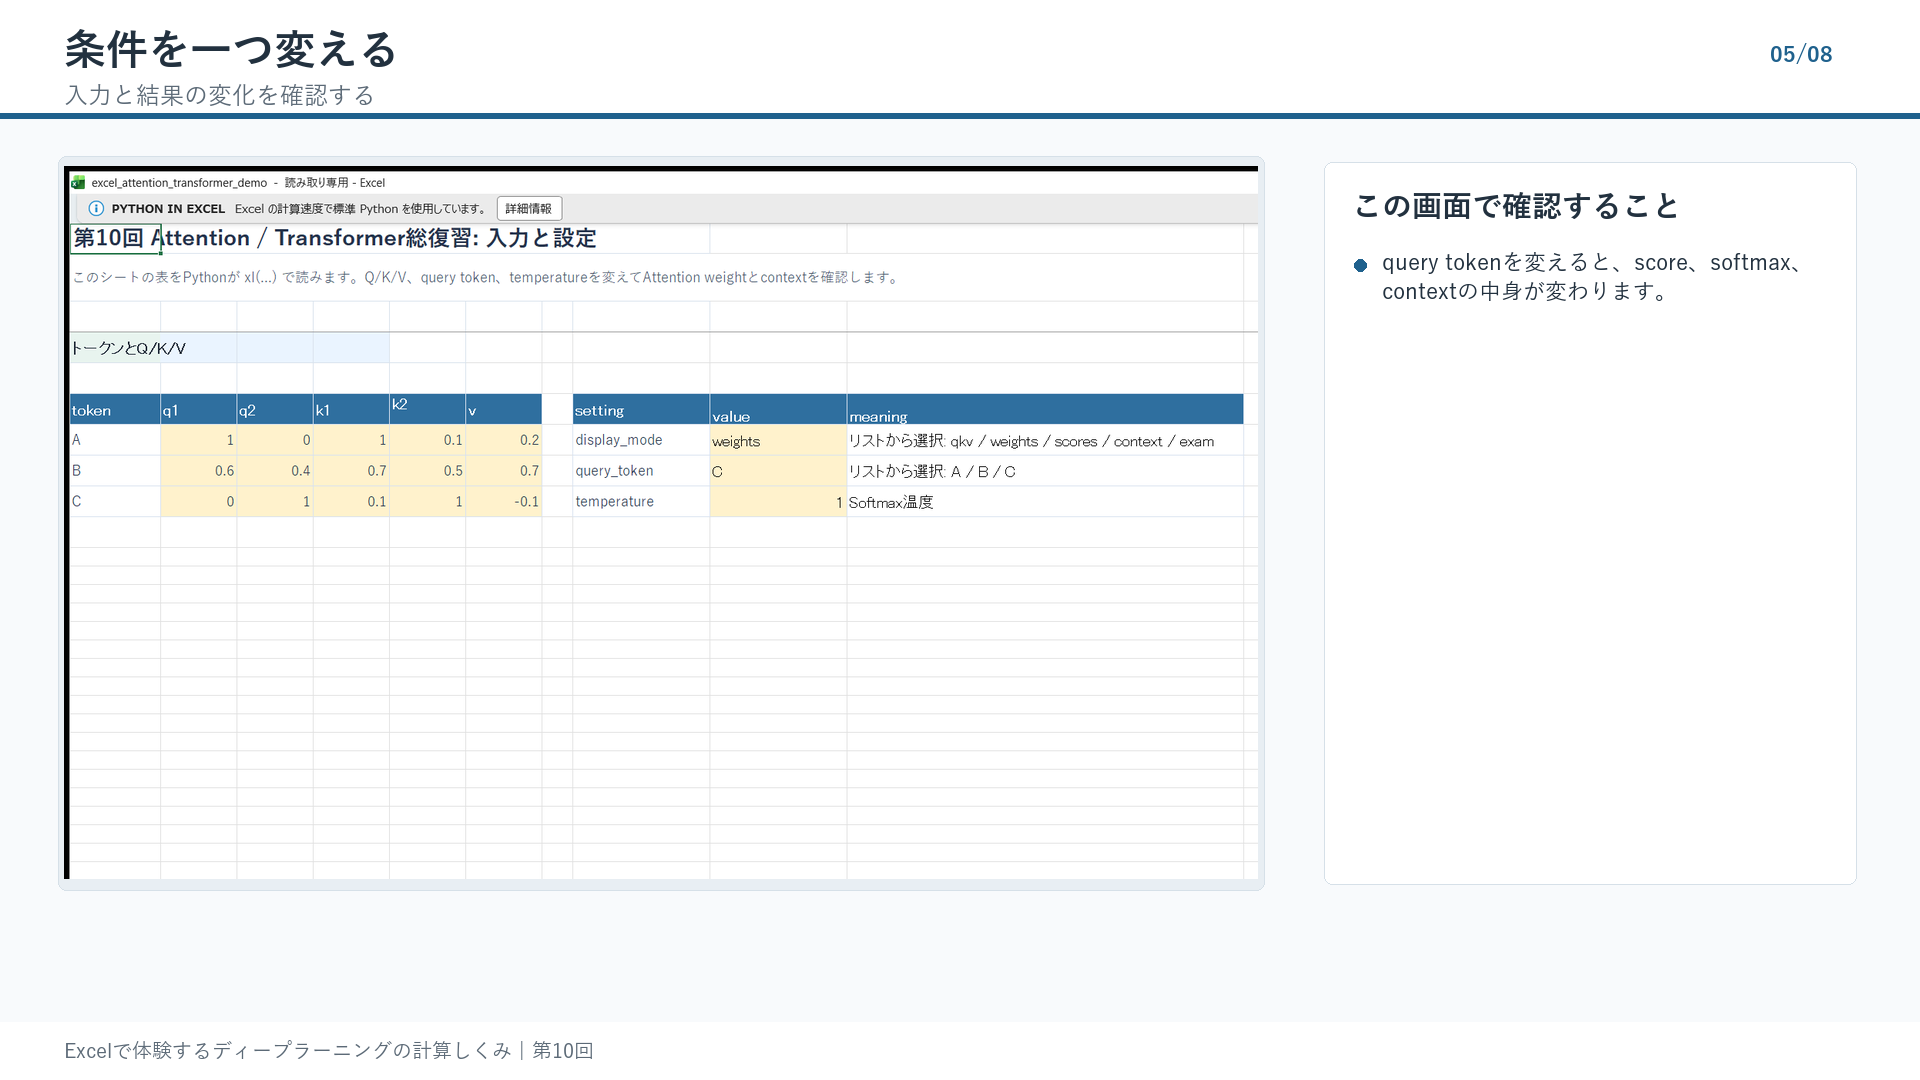 条件を一つ変える
05/08
入力と結果の変化を確認する
excel_attention_transformer_demo - 読み取り専用 - Excel
PYTHON IN EXCEL Excel の計算速度で標準 Python を使用しています。 詳細情報
第10回 Attention / Transformer総復習: 入力と設定
このシートの表をPythonが xl(...) で読みます。Q/K/V、query token、temperatureを変えてAttention weightとcontextを確認します。
トークンとQ/K/V
token q1 q2 k1 k2 v setting value meaning
A 1 0 1 0.1 0.2 display_mode weights リストから選択: qkv / weights / scores / context / exam
B 0.6 0.4 0.7 0.5 0.7 query_token C リストから選択: A / B / C
C 0 1 0.1 1 -0.1 temperature 1 Softmax温度
この画面で確認すること
query tokenを変えると、score、softmax、
contextの中身が変わります。
Excelで体験するディープラーニングの計算しくみ｜第10回